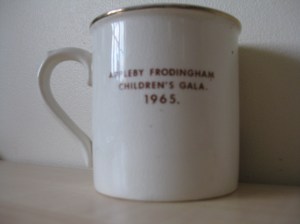 APPLEBY FRODINGHAM
CHILDREN'S GALA.
1965.